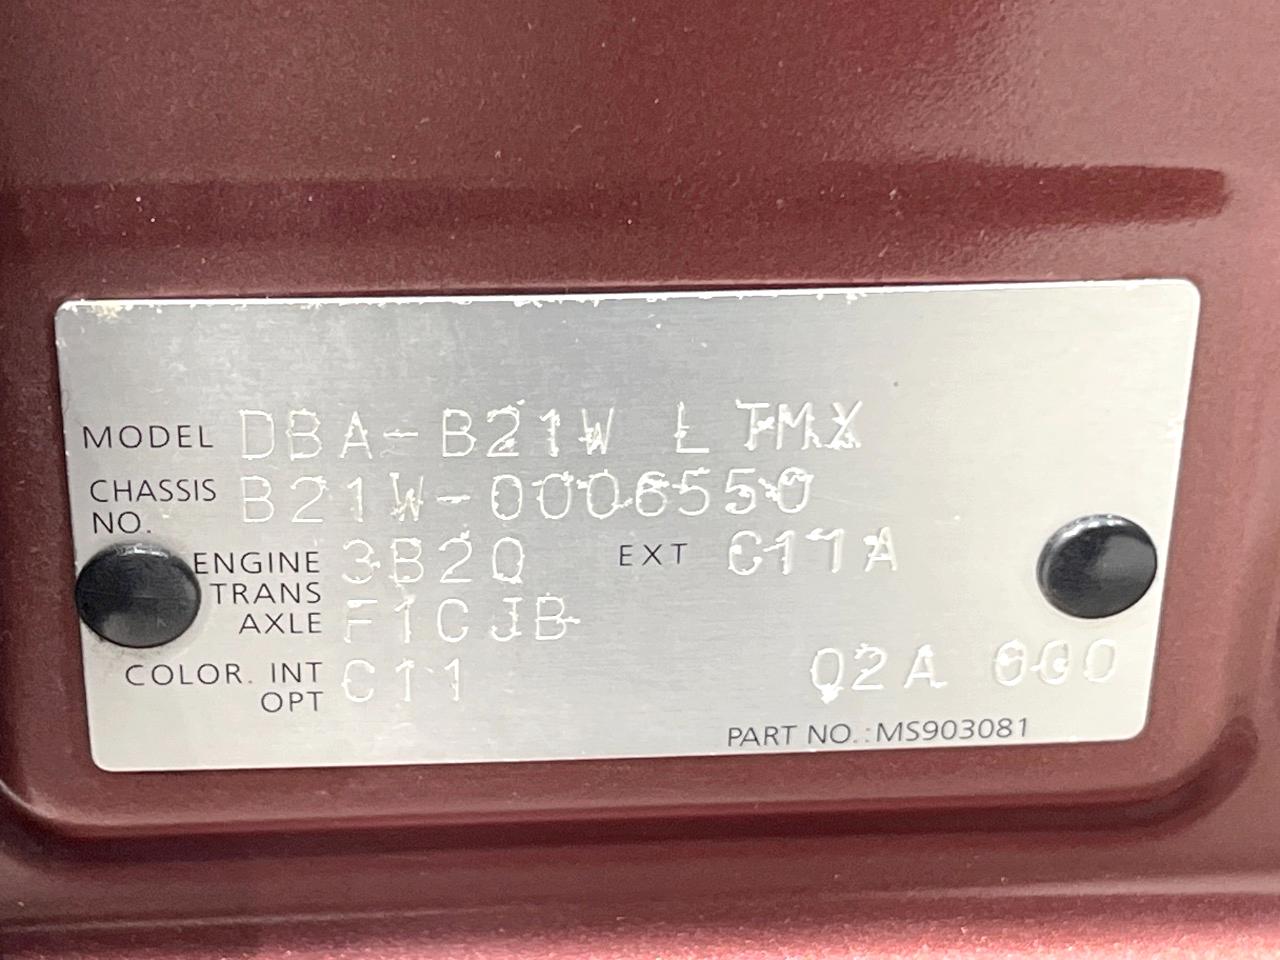 MODEL DBA-B21W LTMX
CHASSIS NO. B21W-0006550
ENGINE 3B20 EXT C11A
TRANS AXLE F1CJB
COLOR. INT OPT C11 02A 000
PART NO.:MS903081